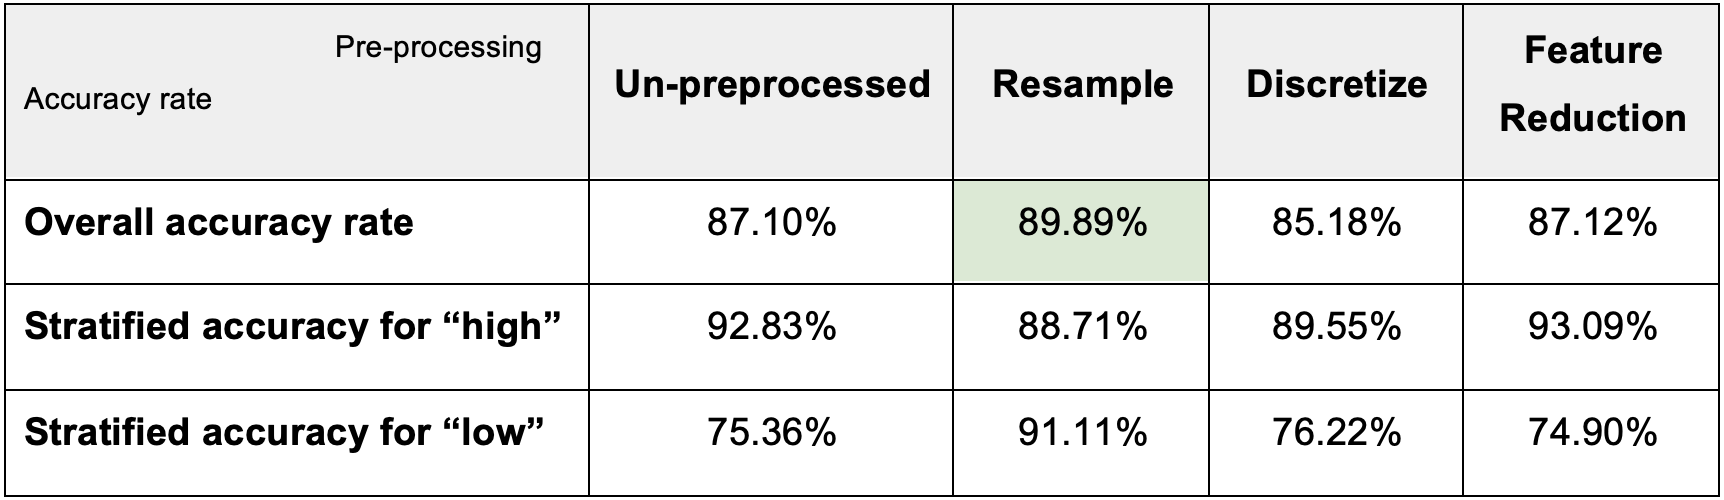 Pre-processing
Accuracy rate
Un-preprocessed
Resample
Discretize
Feature
Reduction
Overall accuracy rate 87.10% 89.89% 85.18% 87.12%
Stratified accuracy for “high” 92.83% 88.71% 89.55% 93.09%
Stratified accuracy for “low” 75.36% 91.11% 76.22% 74.90%